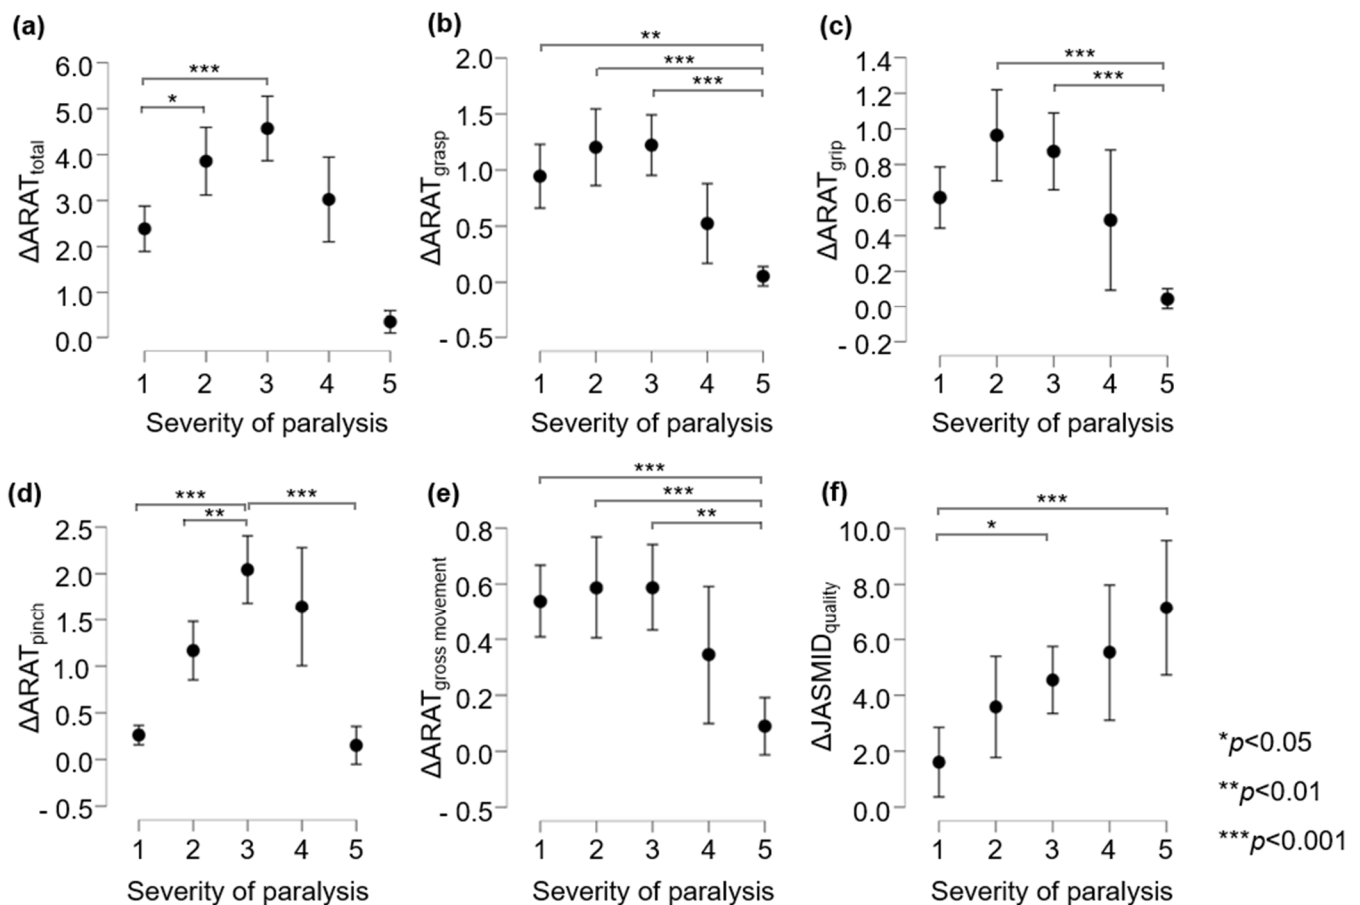 (a)
***
*
6.0
5.0
4.0
3.0
2.0
1.0
0.0
ΔARATtotal
1 2 3 4 5
Severity of paralysis
(b)
**
***
***
2.0
1.5
1.0
0.5
0.0
- 0.5
ΔARATgrasp
1 2 3 4 5
Severity of paralysis
(c)
***
***
1.4
1.2
1.0
0.8
0.6
0.4
0.2
0.0
- 0.2
ΔARATgrip
1 2 3 4 5
Severity of paralysis
(d)
*** ***
**
2.5
2.0
1.5
1.0
0.5
0.0
- 0.5
ΔARATpinch
1 2 3 4 5
Severity of paralysis
(e)
***
***
**
0.8
0.6
0.4
0.2
0.0
- 0.5
ΔARATgross movement
1 2 3 4 5
Severity of paralysis
(f)
***
*
10.0
8.0
6.0
4.0
2.0
0.0
ΔJASMIDquality
1 2 3 4 5
Severity of paralysis
*p<0.05
**p<0.01
***p<0.001